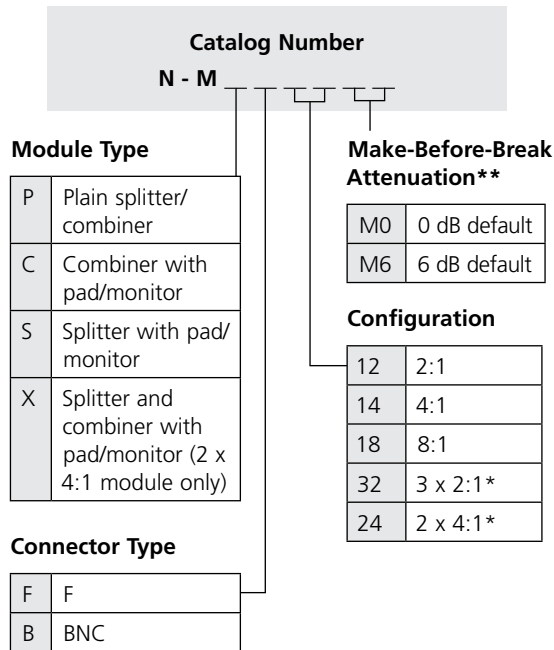 Catalog Number
N - M _ _ _ _ _ _
Module Type
P Plain splitter/
combiner
C Combiner with
pad/monitor
S Splitter with pad/
monitor
X Splitter and
combiner with
pad/monitor (2 x
4:1 module only)
Connector Type
F F
B BNC
Make-Before-Break
Attenuation**
M0 0 dB default
M6 6 dB default
Configuration
12 2:1
14 4:1
18 8:1
32 3 x 2:1*
24 2 x 4:1*